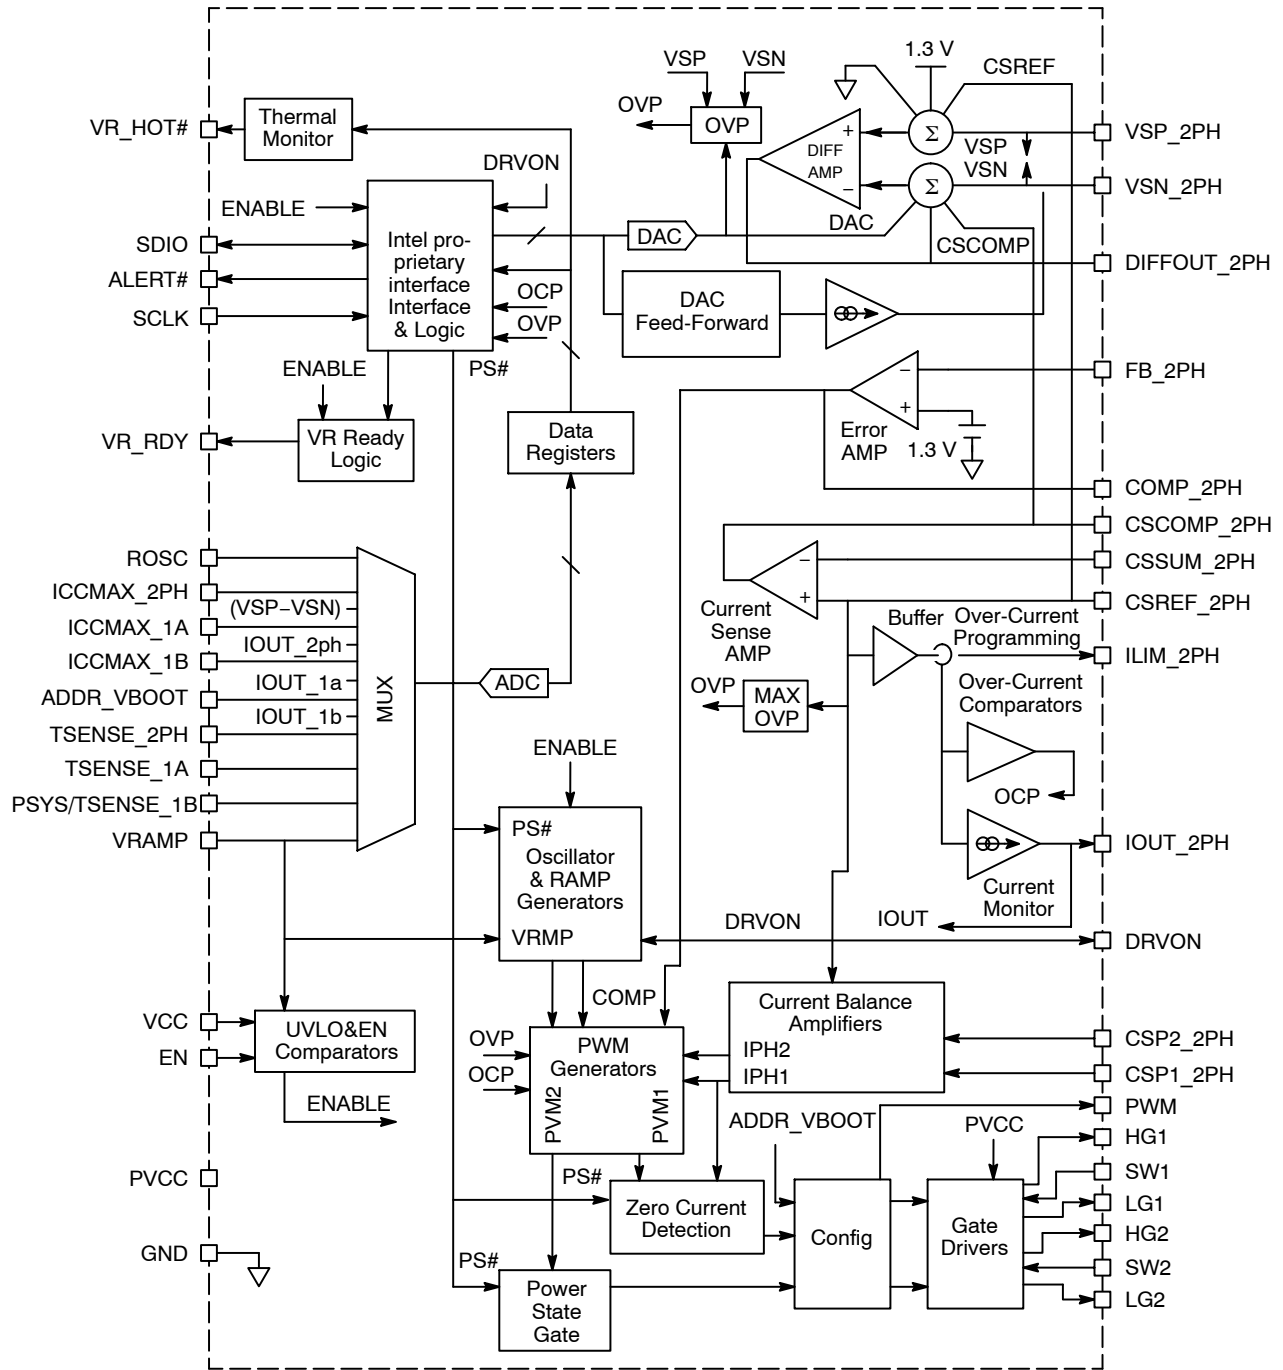 1.3 V
VSP
VSN
CSREF
OVP
OVP
VR_HOT#
Thermal
Monitor
+
DIFF
AMP
−
Σ
Σ
VSP
VSN
VSP_2PH
VSN_2PH
DRVON
ENABLE
SDIO
ALERT#
SCLK
Intel pro-
prietary
interface
Interface
& Logic
DAC
DAC
CSCOMP
DIFFOUT_2PH
OCP
OVP
DAC
Feed-Forward
PS#
ENABLE
FB_2PH
VR_RDY
VR Ready
Logic
Data
Registers
−
+
Error
AMP
1.3 V
COMP_2PH
CSCOMP_2PH
ROSC
ICCMAX_2PH
(VSP−VSN)
ICCMAX_1A
IOUT_2ph
ICCMAX_1B
IOUT_1a
ADDR_VBOOT
IOUT_1b
TSENSE_2PH
TSENSE_1A
PSYS/TSENSE_1B
VRAMP
MUX
ADC
−
+
Current
Sense
AMP
CSSUM_2PH
CSREF_2PH
Buffer
Over-Current
Programming
ILIM_2PH
OVP
MAX
OVP
Over-Current
Comparators
OCP
ENABLE
PS#
Oscillator
& RAMP
Generators
VRMP
IOUT_2PH
Current
Monitor
IOUT
DRVON
DRVON
COMP
Current Balance
Amplifiers
IPH2
IPH1
VCC
EN
UVLO&EN
Comparators
ENABLE
OVP
OCP
PWM
Generators
PVM2
PVM1
CSP2_2PH
CSP1_2PH
PWM
ADDR_VBOOT
PVCC
HG1
SW1
LG1
HG2
SW2
LG2
PVCC
PS#
Zero Current
Detection
Config
Gate
Drivers
GND
PS#
Power
State
Gate